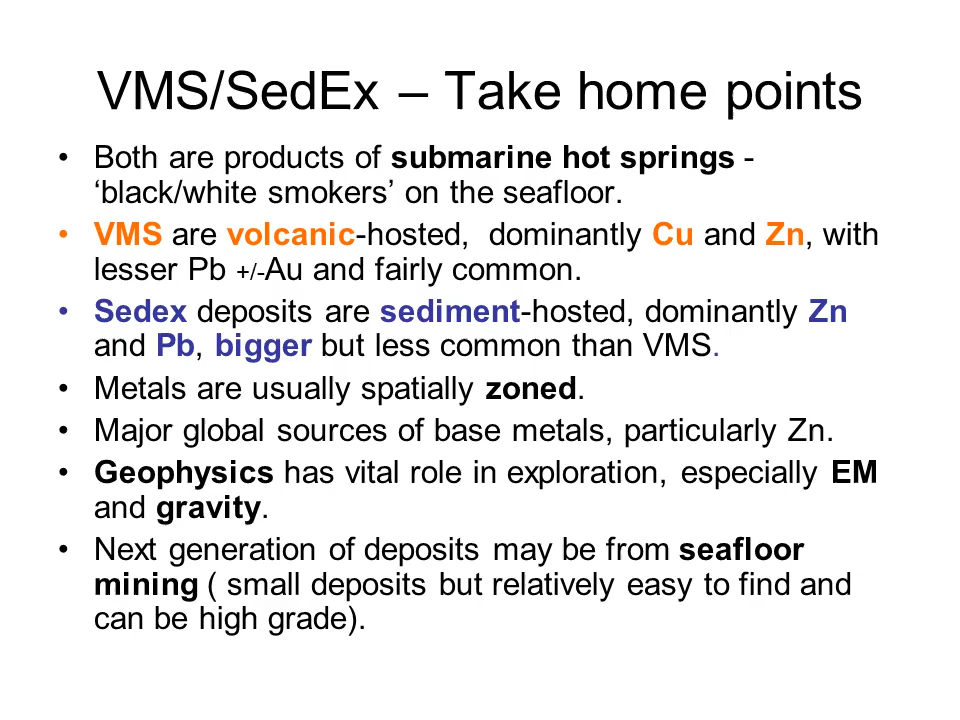 VMS/SedEx – Take home points
• Both are products of submarine hot springs -
‘black/white smokers’ on the seafloor.
• VMS are volcanic-hosted,  dominantly Cu and Zn, with
lesser Pb +/-Au and fairly common.
• Sedex deposits are sediment-hosted, dominantly Zn
and Pb, bigger but less common than VMS.
• Metals are usually spatially zoned.
• Major global sources of base metals, particularly Zn.
• Geophysics has vital role in exploration, especially EM
and gravity.
• Next generation of deposits may be from seafloor
mining ( small deposits but relatively easy to find and
can be high grade).